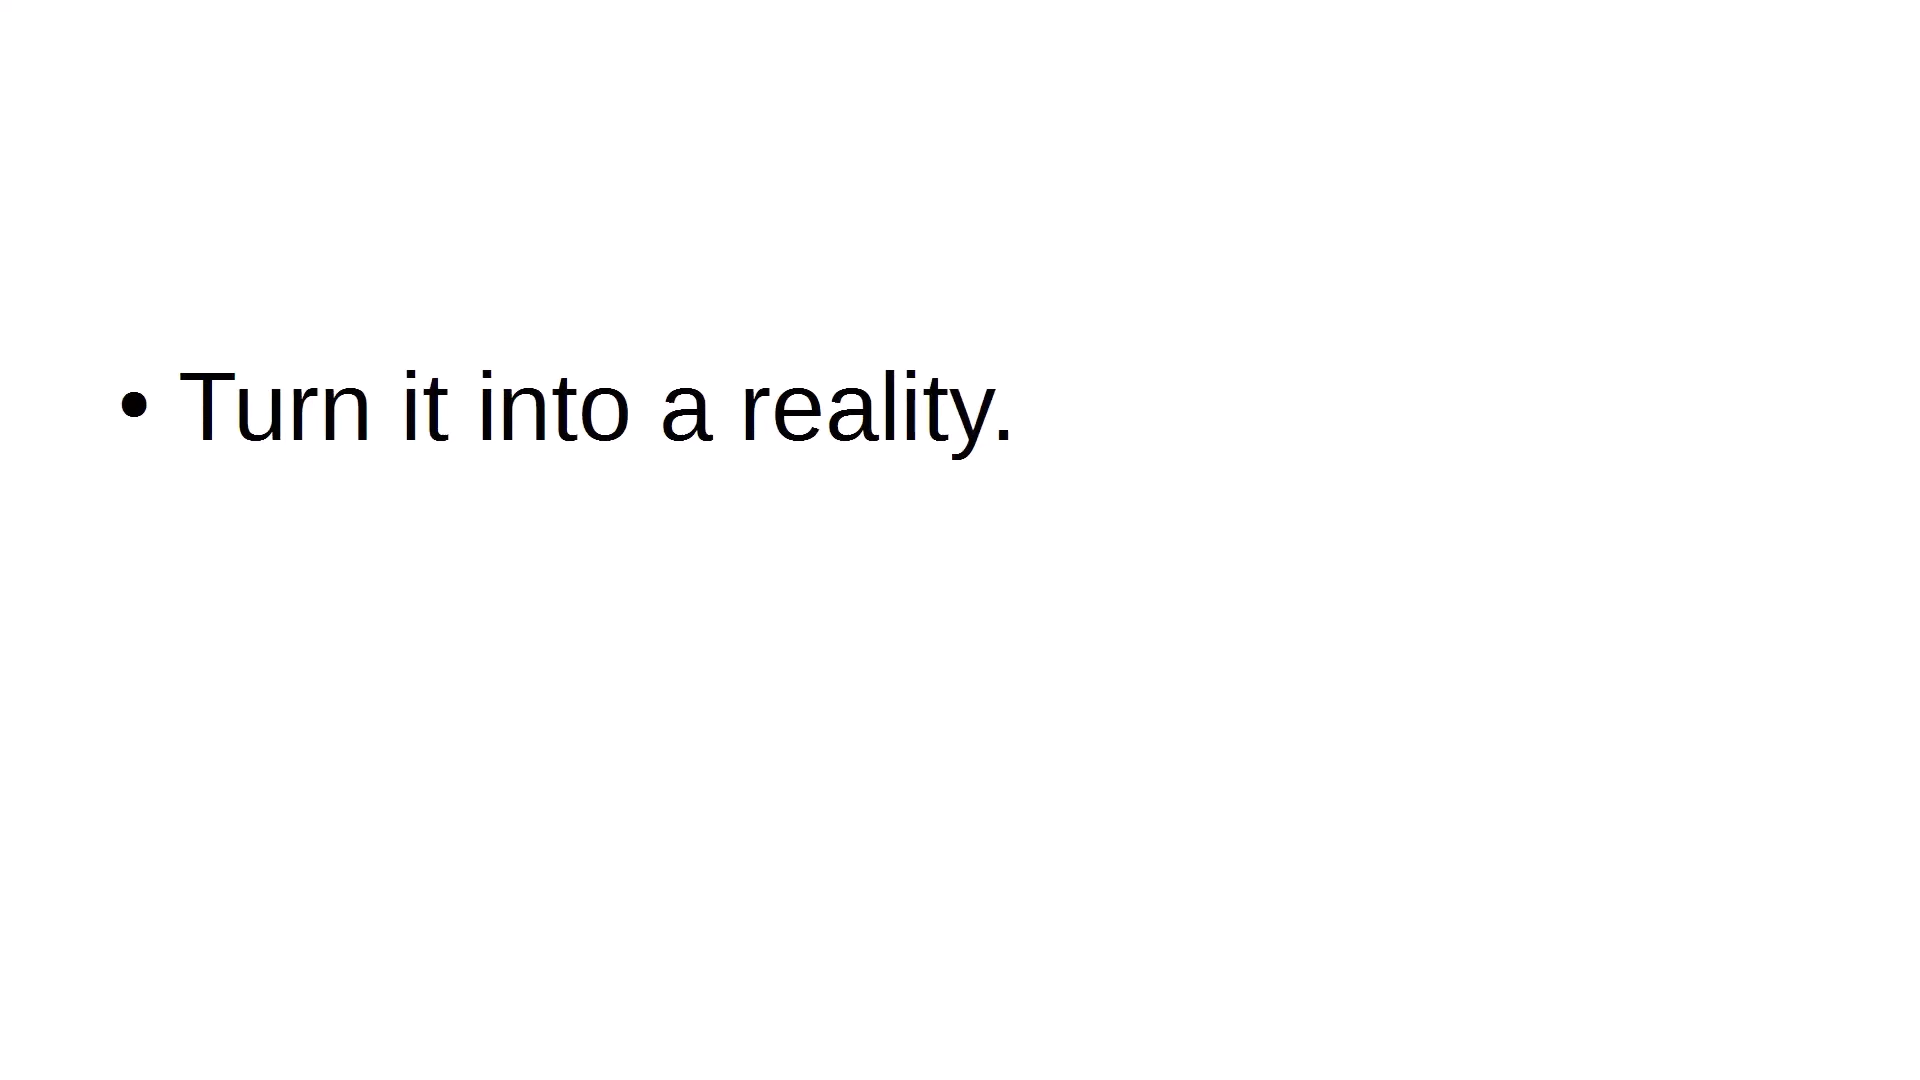 • Turn it into a reality.